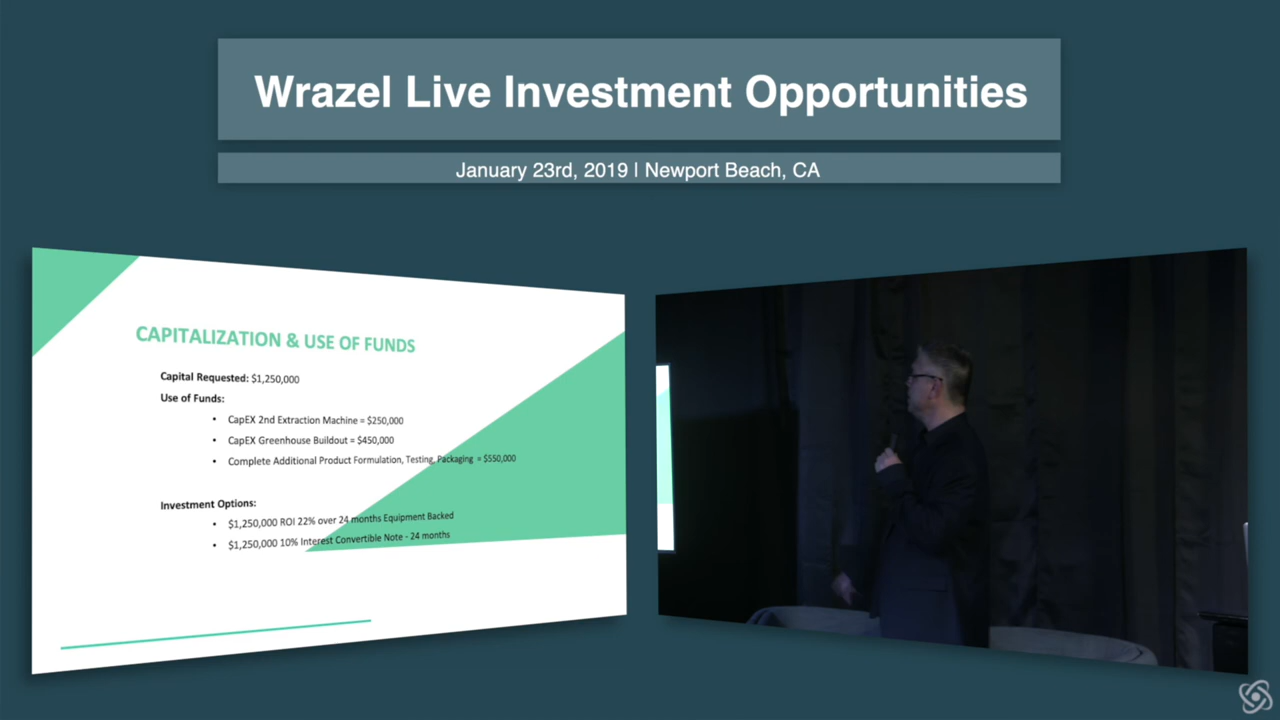 Wrazel Live Investment Opportunities
January 23rd, 2019 | Newport Beach, CA
CAPITALIZATION & USE OF FUNDS
Capital Requested: $1,250,000
Use of Funds:
• CapEX 2nd Extraction Machine = $250,000
• CapEX Greenhouse Buildout = $450,000
• Complete Additional Product Formulation, Testing, Packaging = $550,000
Investment Options:
• $1,250,000 ROI 22% over 24 months Equipment Backed
• $1,250,000 10% Interest Convertible Note - 24 months